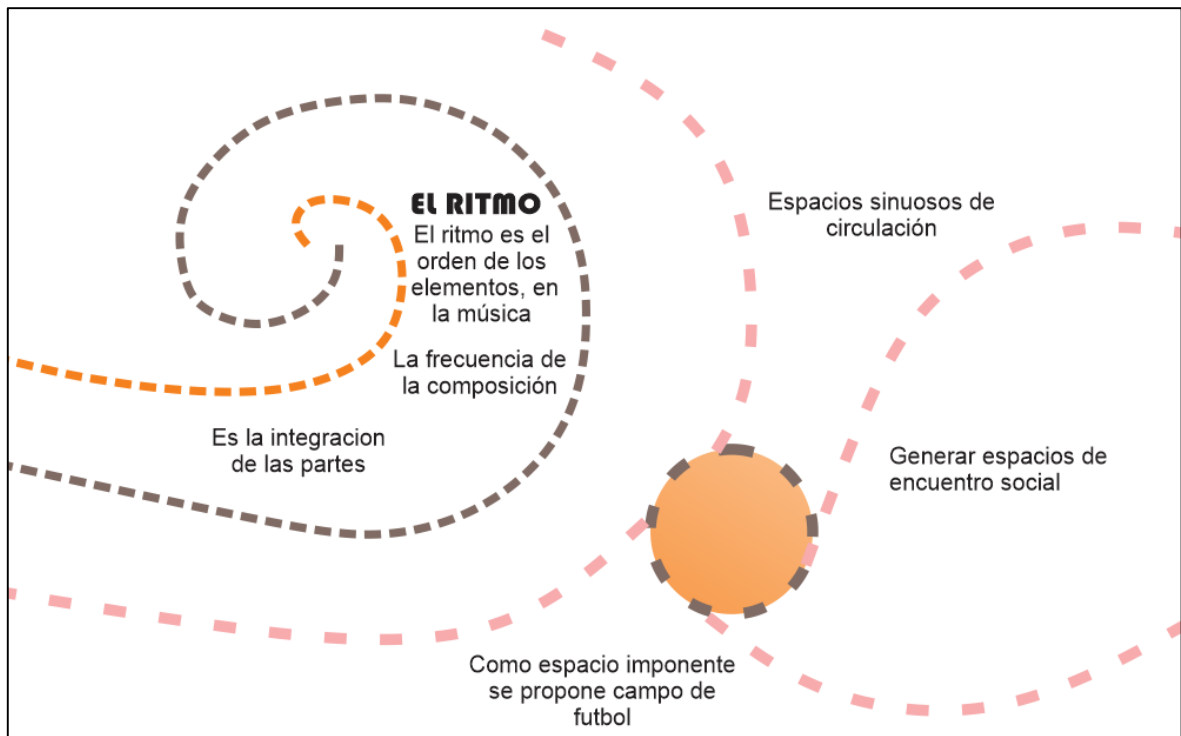 EL RITMO
El ritmo es el
orden de los
elementos, en
la música
La frecuencia de
la composición
Es la integracion
de las partes
Espacios sinuosos de
circulación
Generar espacios de
encuentro social
Como espacio imponente
se propone campo de
futbol